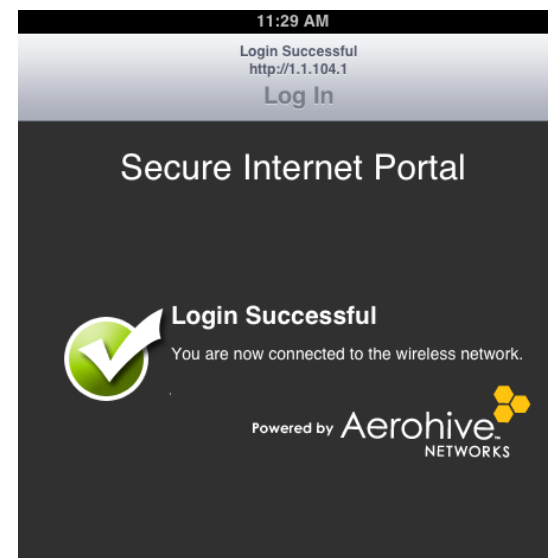 11:29 AM
Login Successful
http://1.1.104.1
Log In
Secure Internet Portal
Login Successful
You are now connected to the wireless network.
.
Powered by Aerohive™
NETWORKS